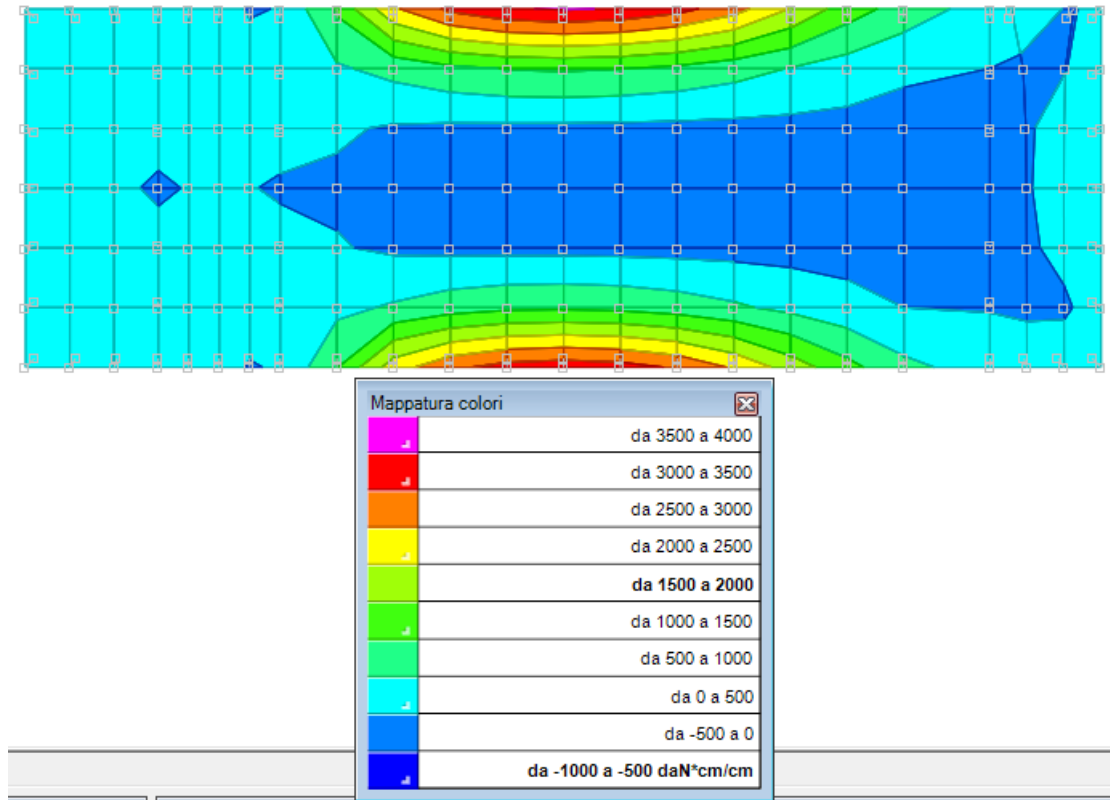 Mappatura colori
da 3500 a 4000
da 3000 a 3500
da 2500 a 3000
da 2000 a 2500
da 1500 a 2000
da 1000 a 1500
da 500 a 1000
da 0 a 500
da -500 a 0
da -1000 a -500 daN*cm/cm